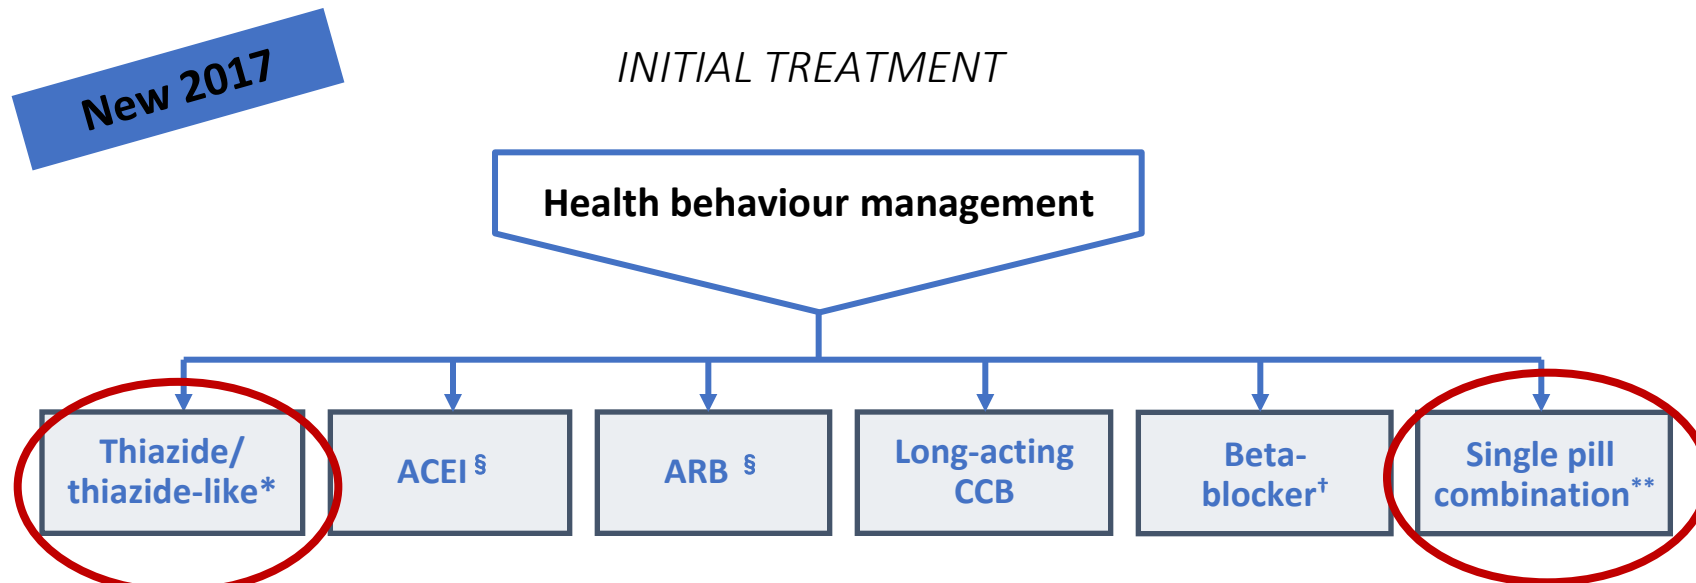 New 2017
INITIAL TREATMENT
Health behaviour management
Thiazide/
thiazide-like*
ACEI §
ARB §
Long-acting
CCB
Beta-
blocker†
Single pill
combination**